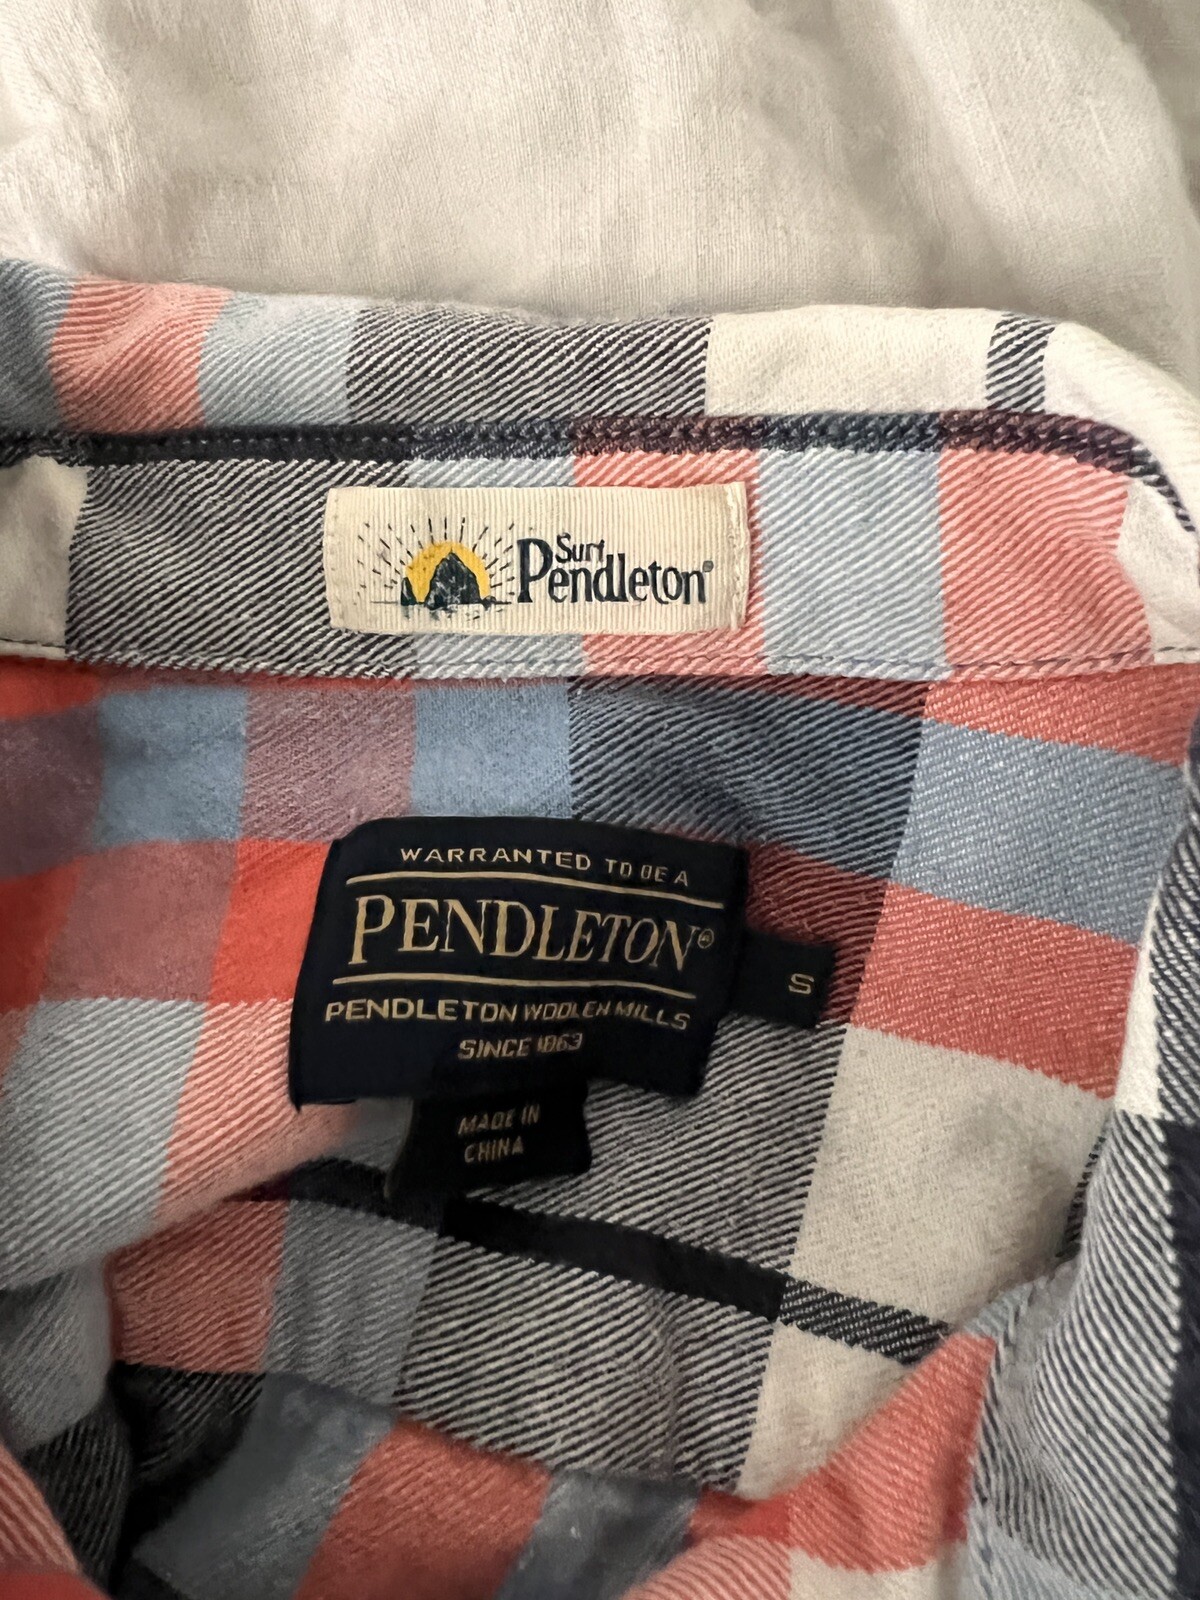 Surf
Pendleton®
WARRANTED TO BE A
PENDLETON®
S
PENDLETON WOOLEN MILLS
SINCE 1863
MADE IN
CHINA